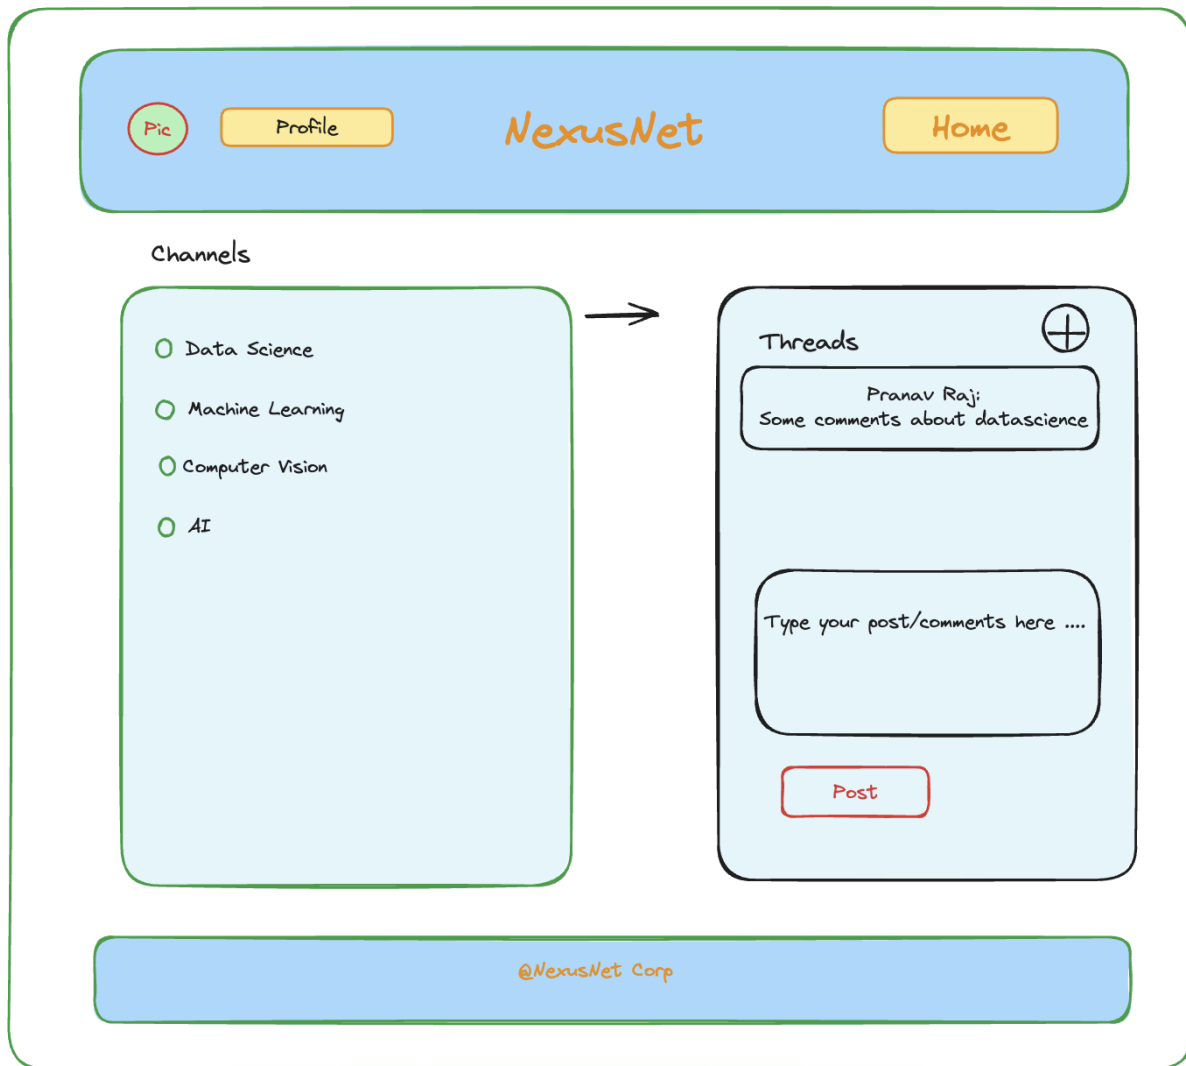 Pic
Profile
NexusNet
Home
Channels
Data Science
Machine Learning
Computer Vision
AI
Threads
Pranav Raj:
Some comments about datascience
Type your post/comments here ....
Post
@NexusNet Corp